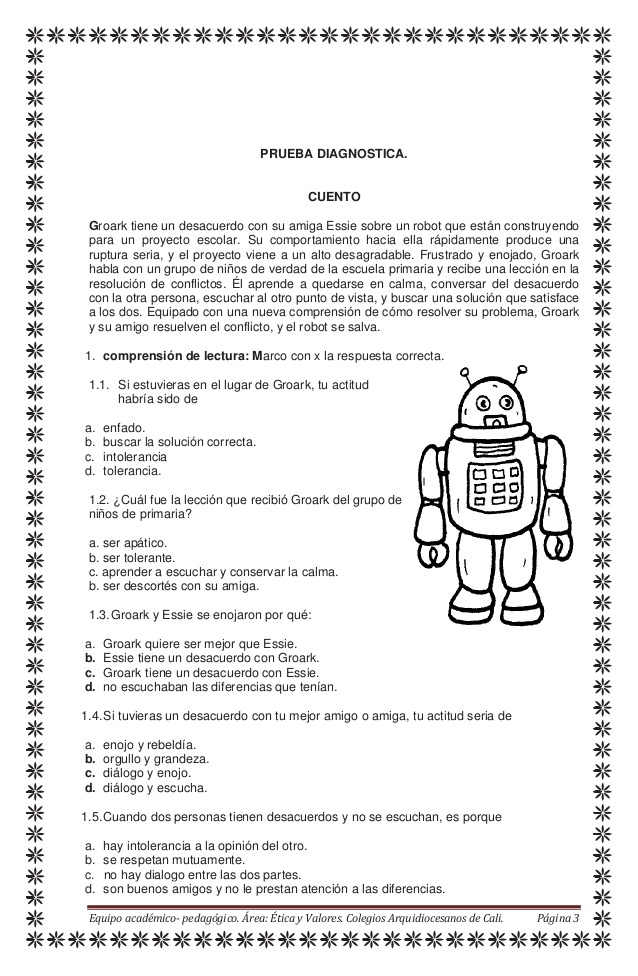 PRUEBA DIAGNOSTICA.
CUENTO
Groark tiene un desacuerdo con su amiga Essie sobre un robot que están construyendo
para un proyecto escolar. Su comportamiento hacia ella rápidamente produce una
ruptura seria, y el proyecto viene a un alto desagradable. Frustrado y enojado, Groark
habla con un grupo de niños de verdad de la escuela primaria y recibe una lección en la
resolución de conflictos. Él aprende a quedarse en calma, conversar del desacuerdo
con la otra persona, escuchar al otro punto de vista, y buscar una solución que satisface
a los dos. Equipado con una nueva comprensión de cómo resolver su problema, Groark
y su amigo resuelven el conflicto, y el robot se salva.
1. comprensión de lectura: Marco con x la respuesta correcta.
1.1. Si estuvieras en el lugar de Groark, tu actitud
habría sido de
a. enfado.
b. buscar la solución correcta.
c. intolerancia
d. tolerancia.
1.2. ¿Cuál fue la lección que recibió Groark del grupo de
niños de primaria?
a. ser apático.
b. ser tolerante.
c. aprender a escuchar y conservar la calma.
b. ser descortés con su amiga.
1.3. Groark y Essie se enojaron por qué:
a. Groark quiere ser mejor que Essie.
b. Essie tiene un desacuerdo con Groark.
c. Groark tiene un desacuerdo con Essie.
d. no escuchaban las diferencias que tenían.
1.4. Si tuvieras un desacuerdo con tu mejor amigo o amiga, tu actitud seria de
a. enojo y rebeldía.
b. orgullo y grandeza.
c. diálogo y enojo.
d. diálogo y escucha.
1.5. Cuando dos personas tienen desacuerdos y no se escuchan, es porque
a. hay intolerancia a la opinión del otro.
b. se respetan mutuamente.
c. no hay dialogo entre las dos partes.
d. son buenos amigos y no le prestan atención a las diferencias.
Equipo académico- pedagógico. Área: Ética y Valores. Colegios Arquidiocesanos de Cali. Página 3